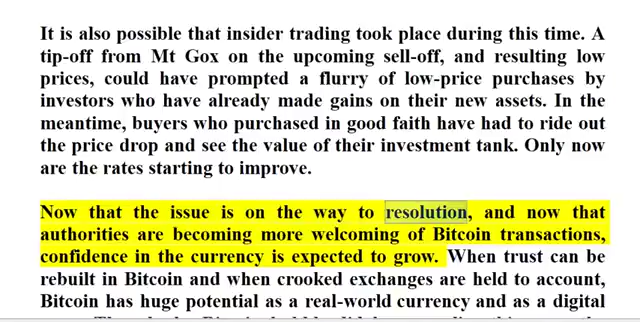 It is also possible that insider trading took place during this time. A
tip-off from Mt Gox on the upcoming sell-off, and resulting low
prices, could have prompted a flurry of low-price purchases by
investors who have already made gains on their new assets. In the
meantime, buyers who purchased in good faith have had to ride out
the price drop and see the value of their investment tank. Only now
are the rates starting to improve.
Now that the issue is on the way to resolution, and now that
authorities are becoming more welcoming of Bitcoin transactions,
confidence in the currency is expected to grow. When trust can be
rebuilt in Bitcoin and when crooked exchanges are held to account,
Bitcoin has huge potential as a real-world currency and as a digital